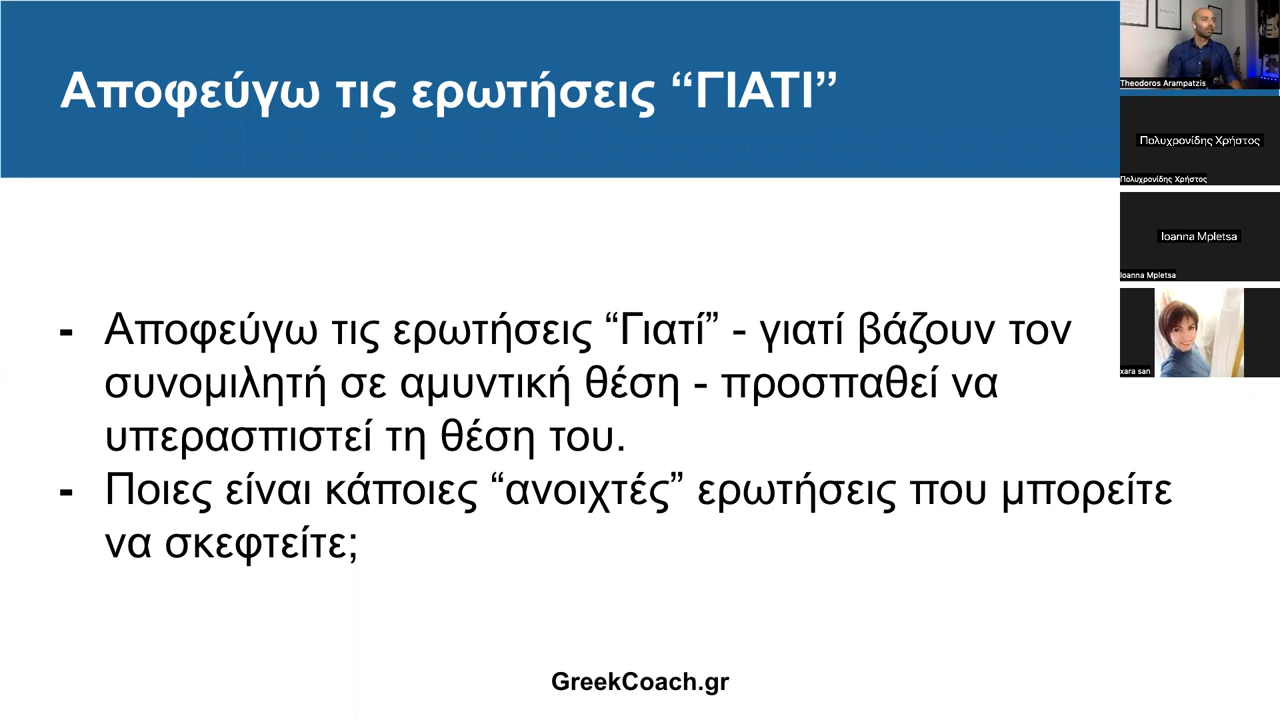 Αποφεύγω τις ερωτήσεις “ΓΙΑΤΙ”
- Αποφεύγω τις ερωτήσεις “Γιατί” - γιατί βάζουν τον
συνομιλητή σε αμυντική θέση - προσπαθεί να
υπερασπιστεί τη θέση του.
- Ποιες είναι κάποιες “ανοιχτές” ερωτήσεις που μπορείτε
να σκεφτείτε;
GreekCoach.gr
Theodoros Arampatzis
Πολυχρονίδης Χρήστος
Πολυχρονίδης Χρήστος
Ioanna Mpletsa
Ioanna Mpletsa
xara san